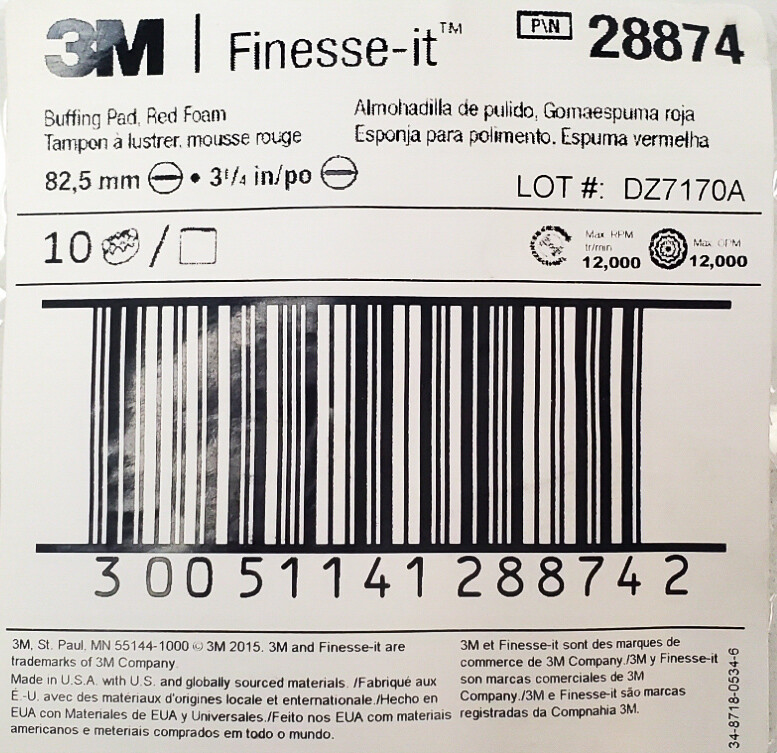 3M | Finesse-it™ P\N 28874
Buffing Pad, Red Foam
Tampon à lustrer, mousse rouge
Almohadilla de pulido, Gomaespuma roja
Esponja para polimento. Espuma vermelha
82,5 mm • 3 1/4 in/po
LOT #: DZ7170A
10 /
Max RPM
tr/min
12,000
Max OPM
12,000
3 00 51141 28874 2
3M, St. Paul, MN 55144-1000 © 3M 2015. 3M and Finesse-it are
trademarks of 3M Company.
Made in U.S.A. with U.S. and globally sourced materials. /Fabriqué aux
É.-U. avec des matériaux d'origines locale et enternationale./Hecho en
EUA con Materiales de EUA y Universales./Feito nos EUA com materiais
americanos e meteriais comprados em todo o mundo.
3M et Finesse-it sont des marques de
commerce de 3M Company./3M y Finesse-it
son marcas comerciales de 3M
Company./3M e Finesse-it são marcas
registradas da Compnahia 3M.
34-8718-0534-6